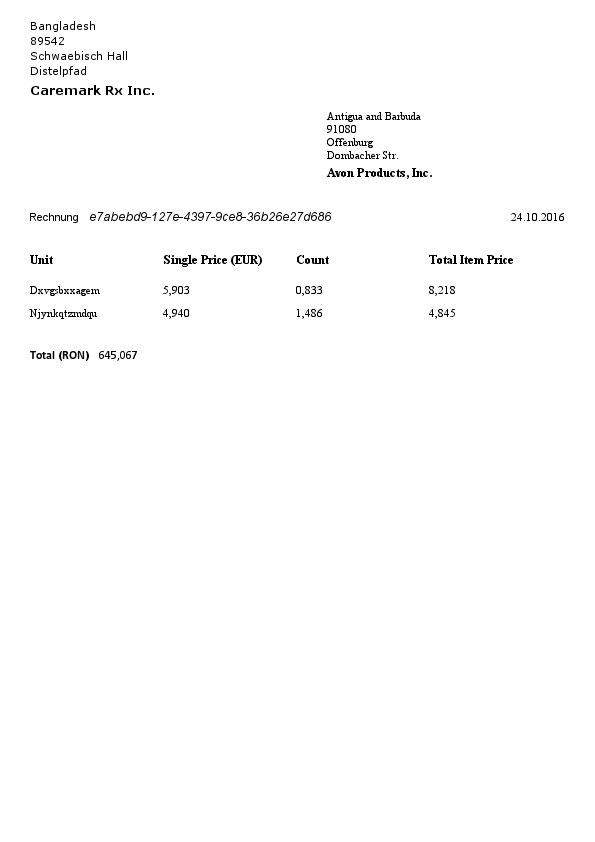 Bangladesh
89542
Schwaebisch Hall
Distelpfad
Caremark Rx Inc.
Antigua and Barbuda
91080
Offenburg
Dombacher Str.
Avon Products, Inc.
Rechnung e7abebd9-127e-4397-9ce8-36b26e27d686 24.10.2016
Unit Single Price (EUR) Count Total Item Price
Dxvgsbxxagem 5,903 0,833 8,218
Njynkqtzmdqu 4,940 1,486 4,845
Total (RON) 645,067